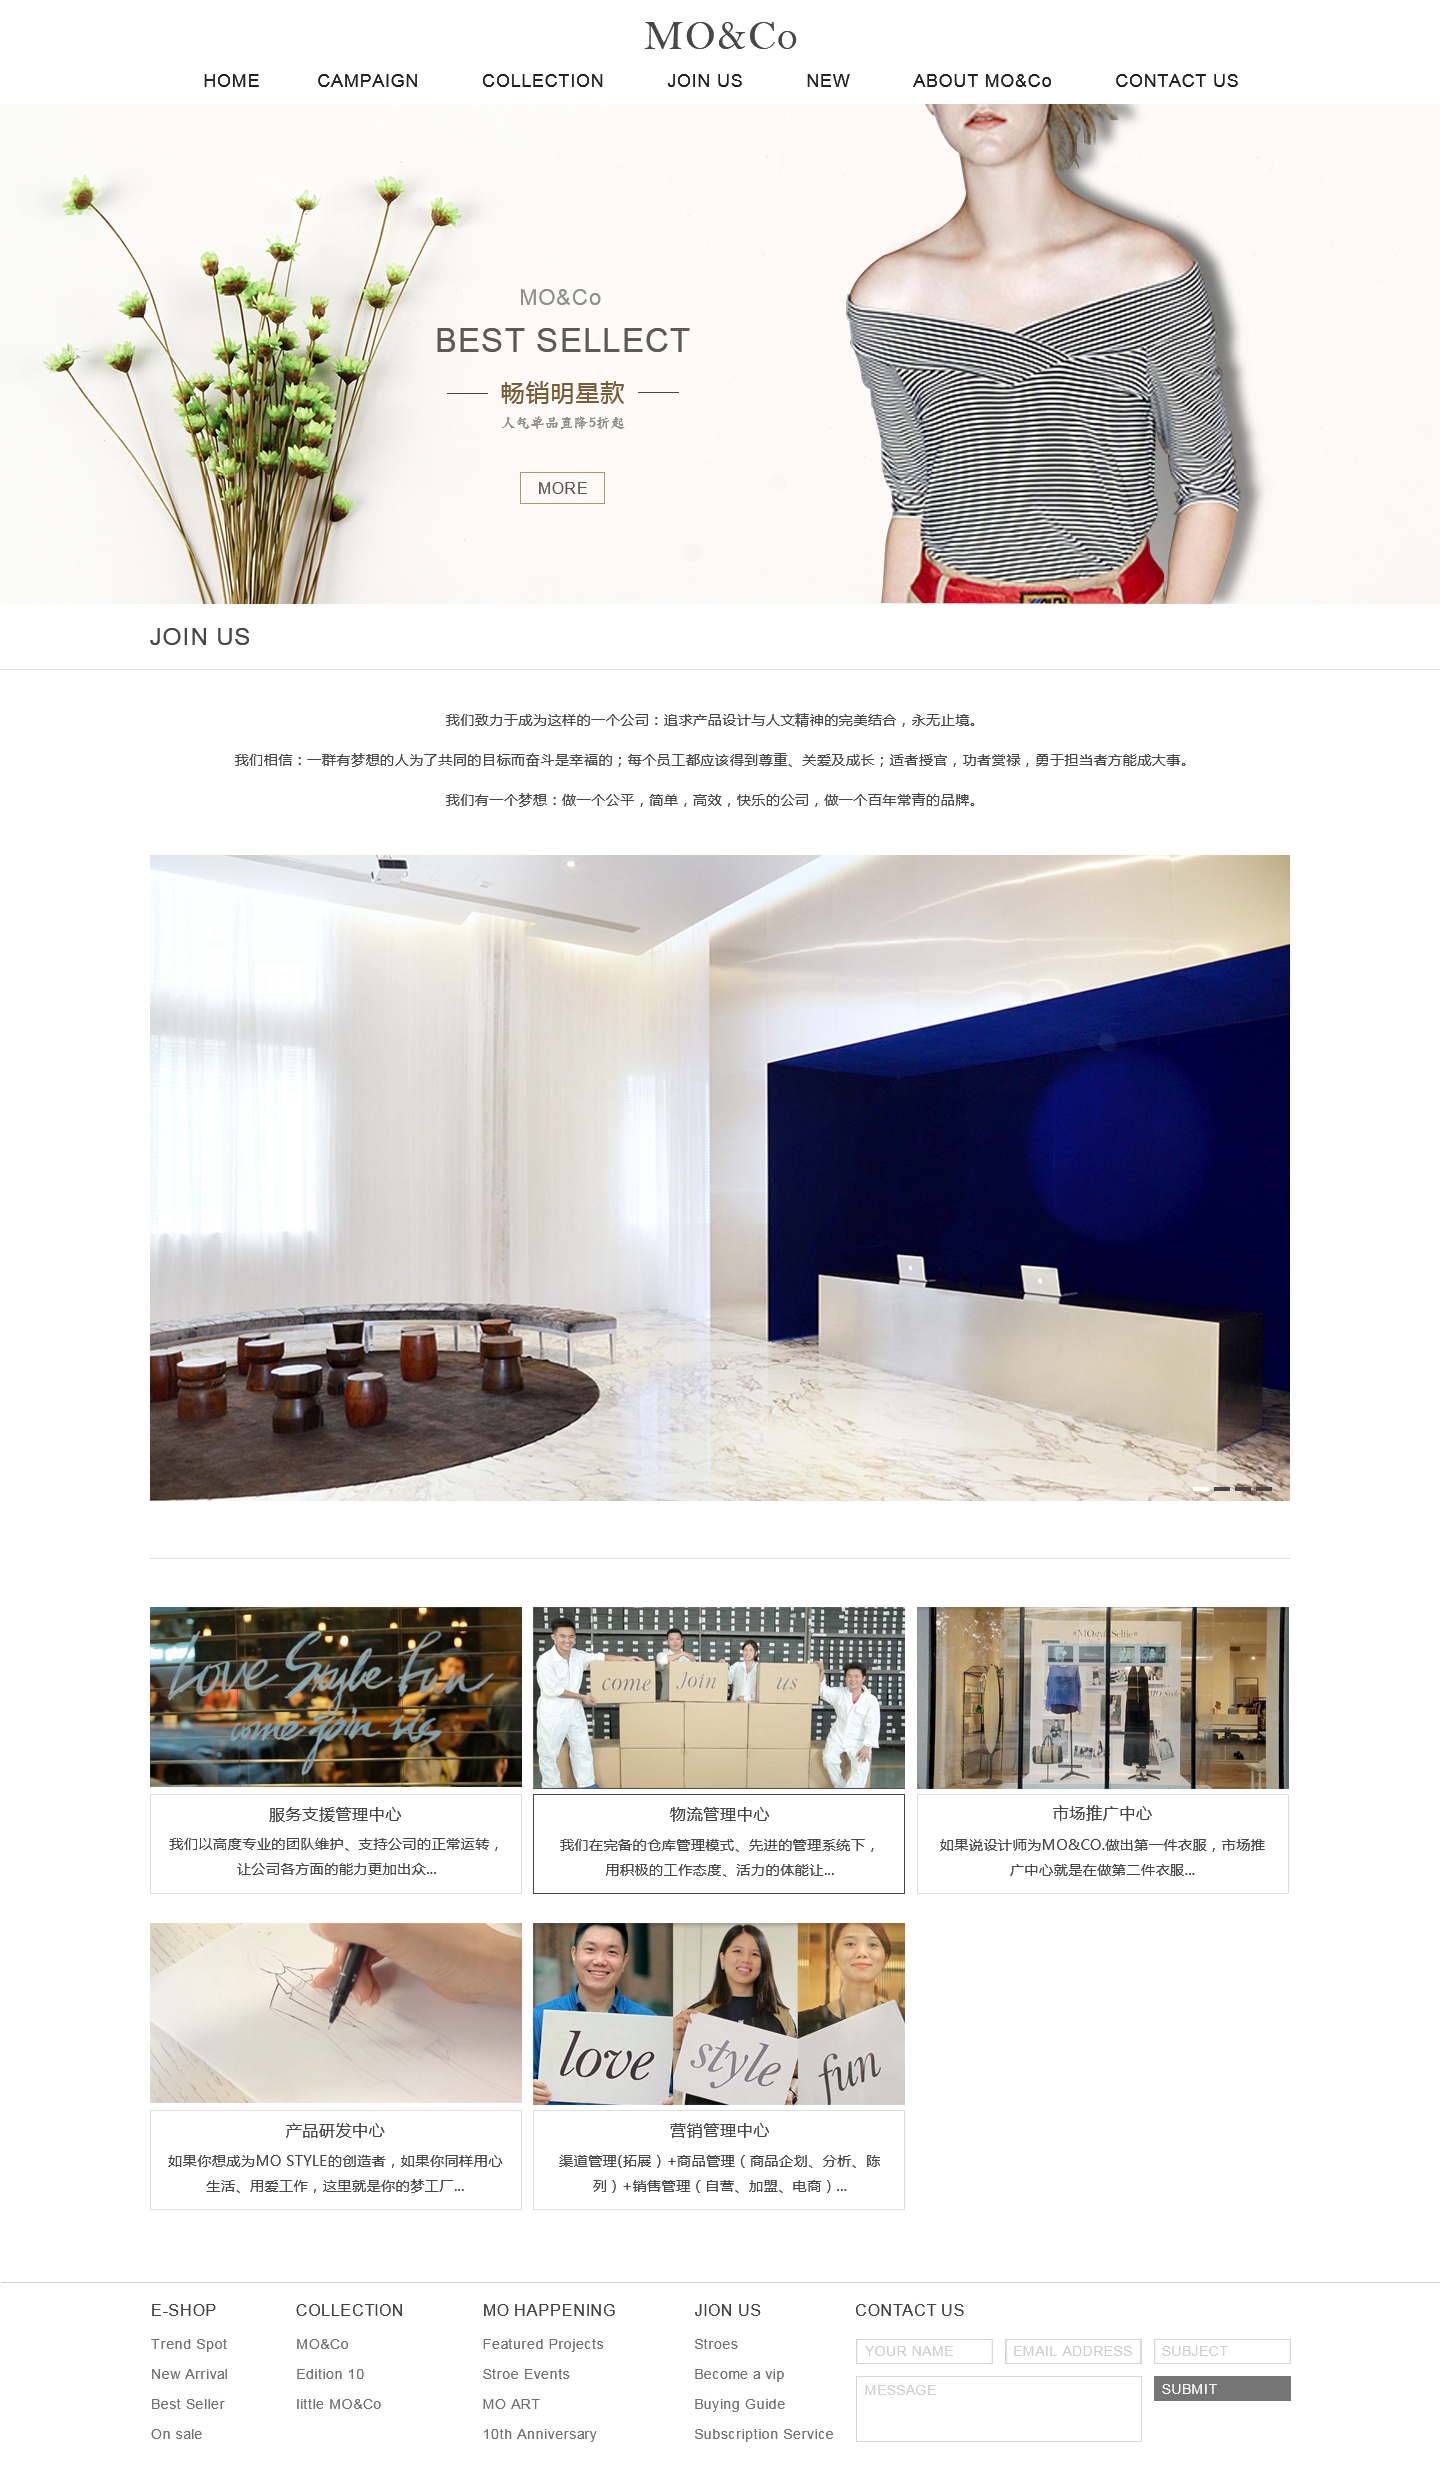 MO&Co
HOME CAMPAIGN COLLECTION JOIN US NEW ABOUT MO&Co CONTACT US
MO&Co
BEST SELLECT
畅销明星款
人气单品直降5折起
MORE
JOIN US
我们致力于成为这样的一个公司：追求产品设计与人文精神的完美结合，永无止境。
我们相信：一群有梦想的人为了共同的目标而奋斗是幸福的；每个员工都应该得到尊重、关爱及成长；适者授官，功者赏禄，勇于担当者方能成大事。
我们有一个梦想：做一个公平，简单，高效，快乐的公司，做一个百年常青的品牌。
Love Style Fun
come join us
come Join us
#MOstyleSelfie#
服务支援管理中心
我们以高度专业的团队维护、支持公司的正常运转，
让公司各方面的能力更加出众...
物流管理中心
我们在完备的仓库管理模式、先进的管理系统下，
用积极的工作态度、活力的体能让...
市场推广中心
如果说设计师为MO&CO.做出第一件衣服，市场推
广中心就是在做第二件衣服...
love style fun
产品研发中心
如果你想成为MO STYLE的创造者，如果你同样用心
生活、用爱工作，这里就是你的梦工厂...
营销管理中心
渠道管理(拓展）+商品管理（商品企划、分析、陈
列）+销售管理（自营、加盟、电商）...
E-SHOP
Trend Spot
New Arrival
Best Seller
On sale
COLLECTION
MO&Co
Edition 10
little MO&Co
MO HAPPENING
Featured Projects
Stroe Events
MO ART
10th Anniversary
JION US
Stroes
Become a vip
Buying Guide
Subscription Service
CONTACT US
YOUR NAME EMAIL ADDRESS SUBJECT
MESSAGE
SUBMIT